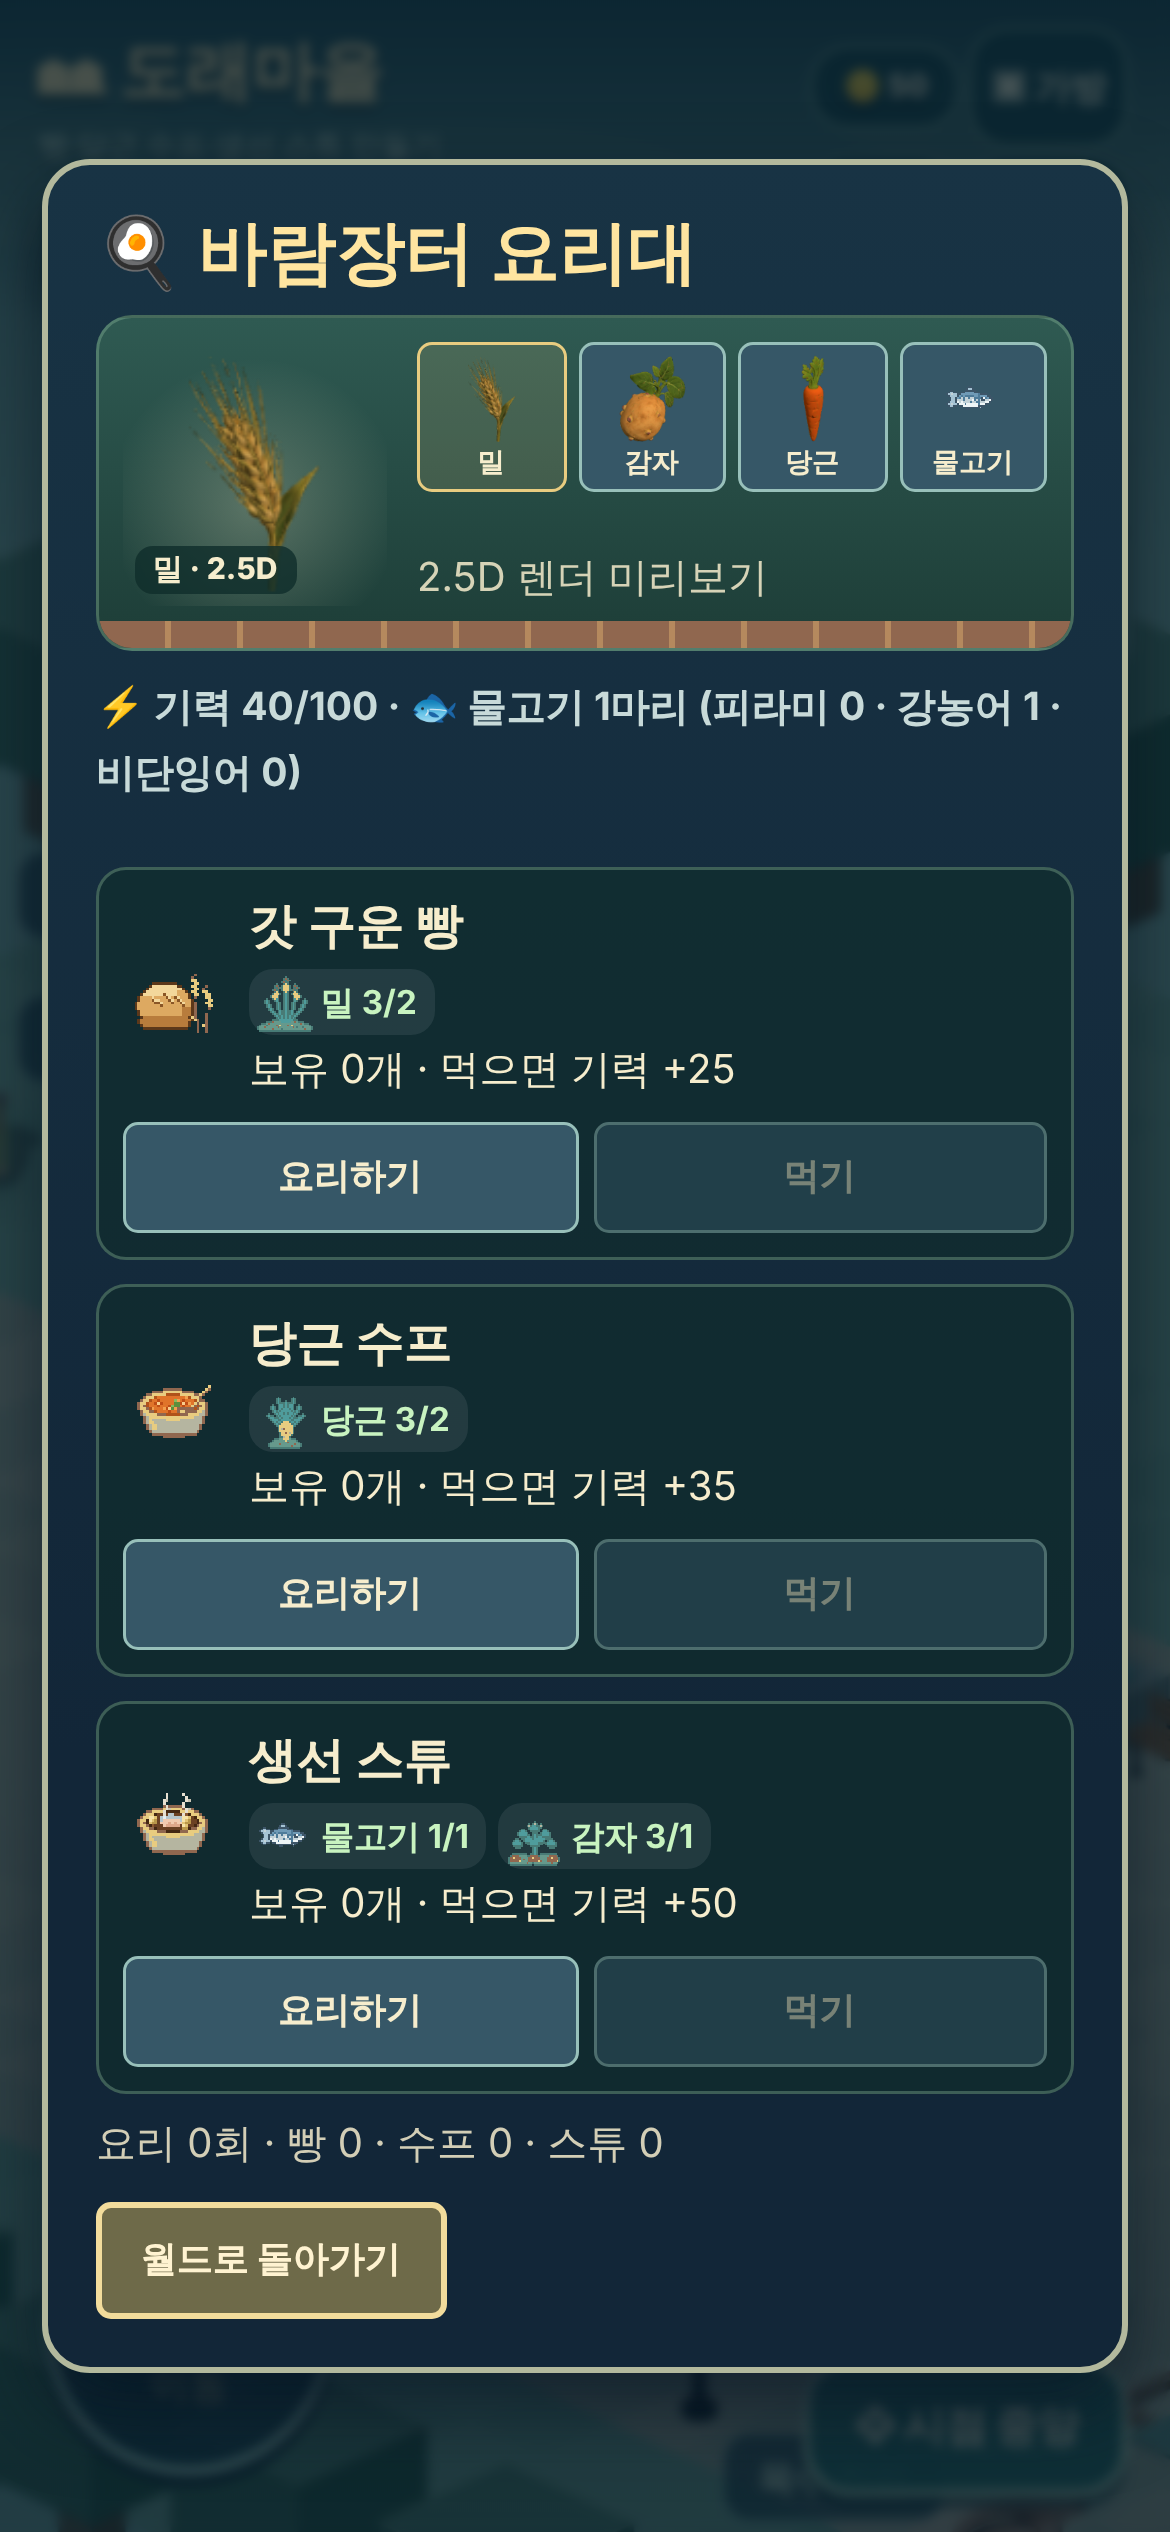 도래마을
50
가방
🍳 바람장터 요리대
밀
감자
당근
물고기
밀 · 2.5D
2.5D 렌더 미리보기
⚡ 기력 40/100 · 🐟 물고기 1마리 (피라미 0 · 강농어 1 ·
비단잉어 0)
갓 구운 빵
밀 3/2
보유 0개 · 먹으면 기력 +25
요리하기
먹기
당근 수프
당근 3/2
보유 0개 · 먹으면 기력 +35
요리하기
먹기
생선 스튜
물고기 1/1
감자 3/1
보유 0개 · 먹으면 기력 +50
요리하기
먹기
요리 0회 · 빵 0 · 수프 0 · 스튜 0
월드로 돌아가기